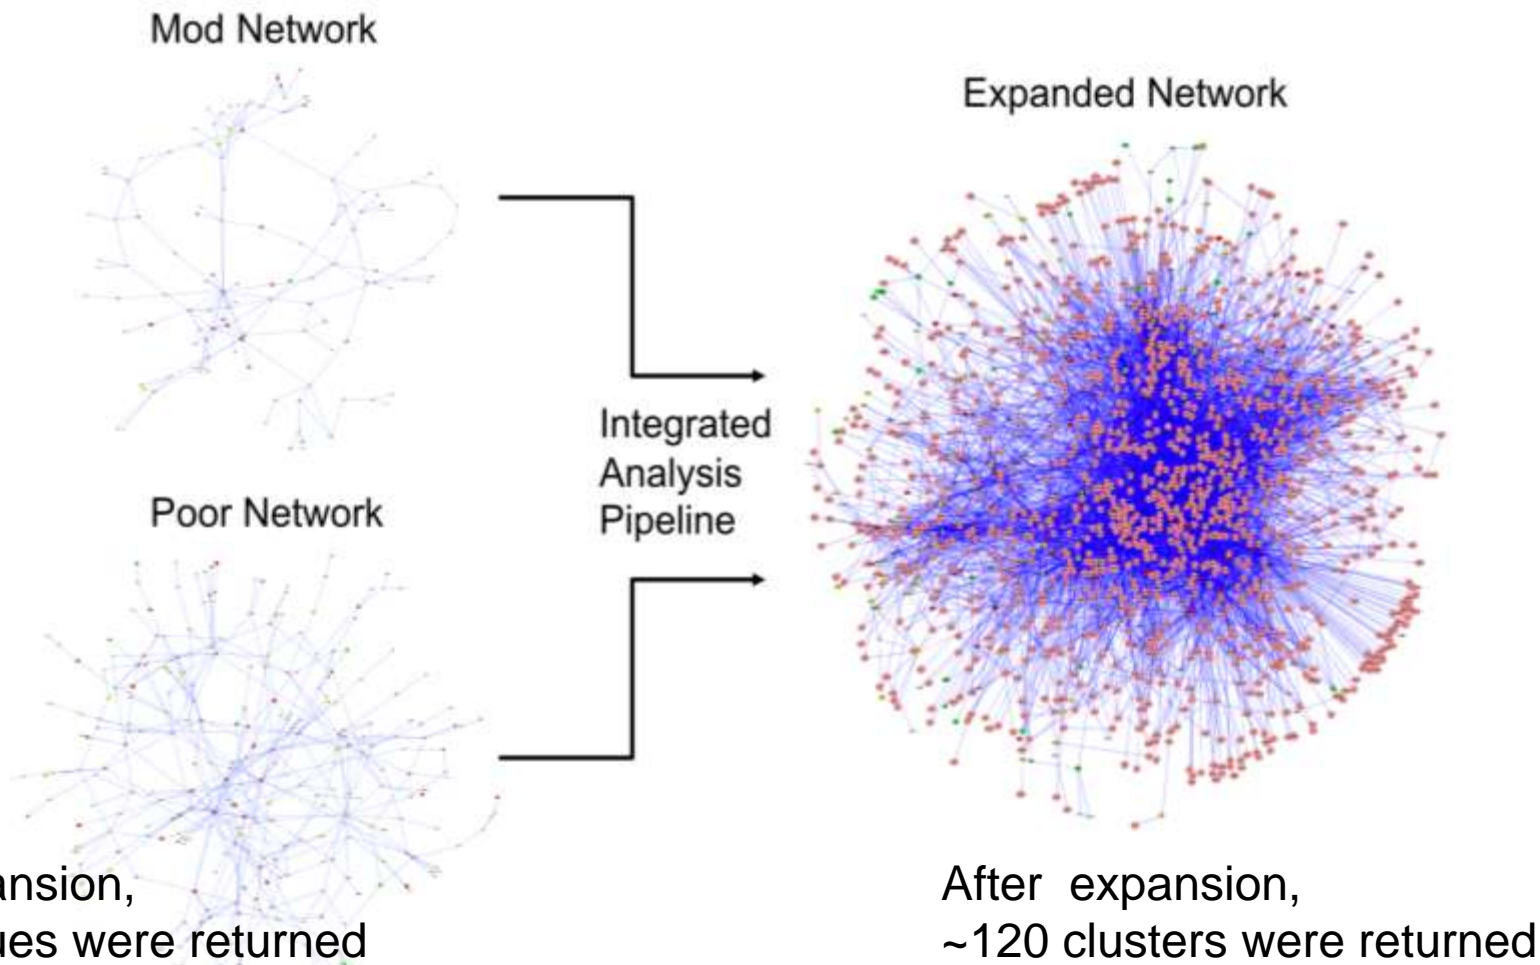 Mod Network
Expanded Network
Integrated
Analysis
Pipeline
Poor Network
ansion,
ues were returned
After expansion,
~120 clusters were returned